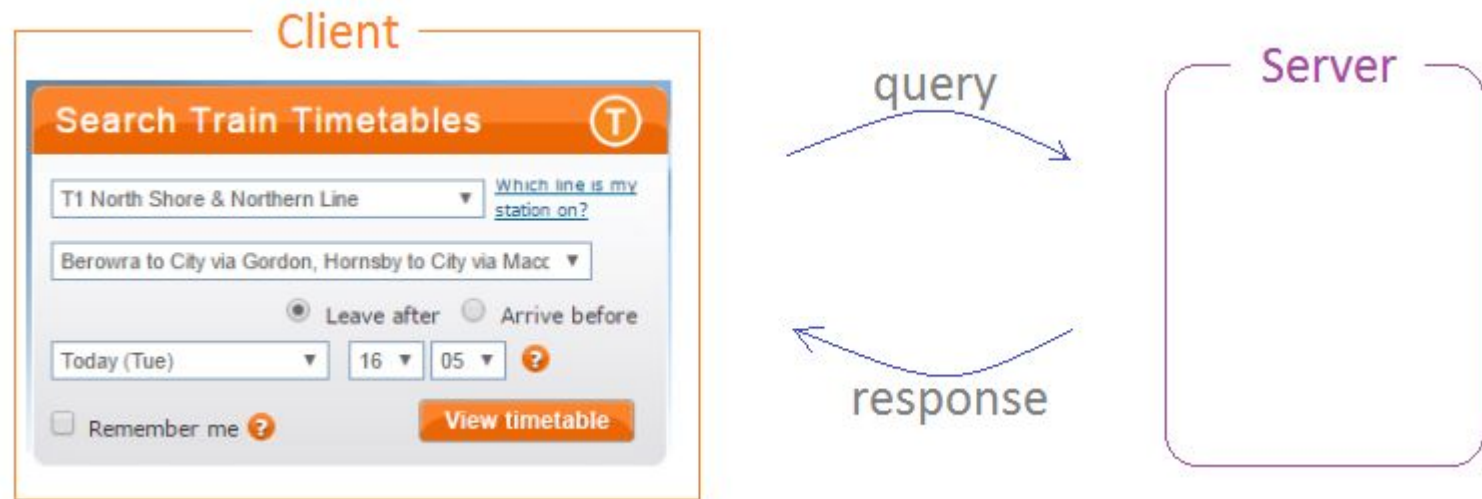 Client
Search Train Timetables
T
T1 North Shore & Northern Line
Which line is my
station on?
Berowra to City via Gordon, Hornsby to City via Macc
Leave after Arrive before
Today (Tue) 16 05 ?
Remember me ? View timetable
query
response
Server